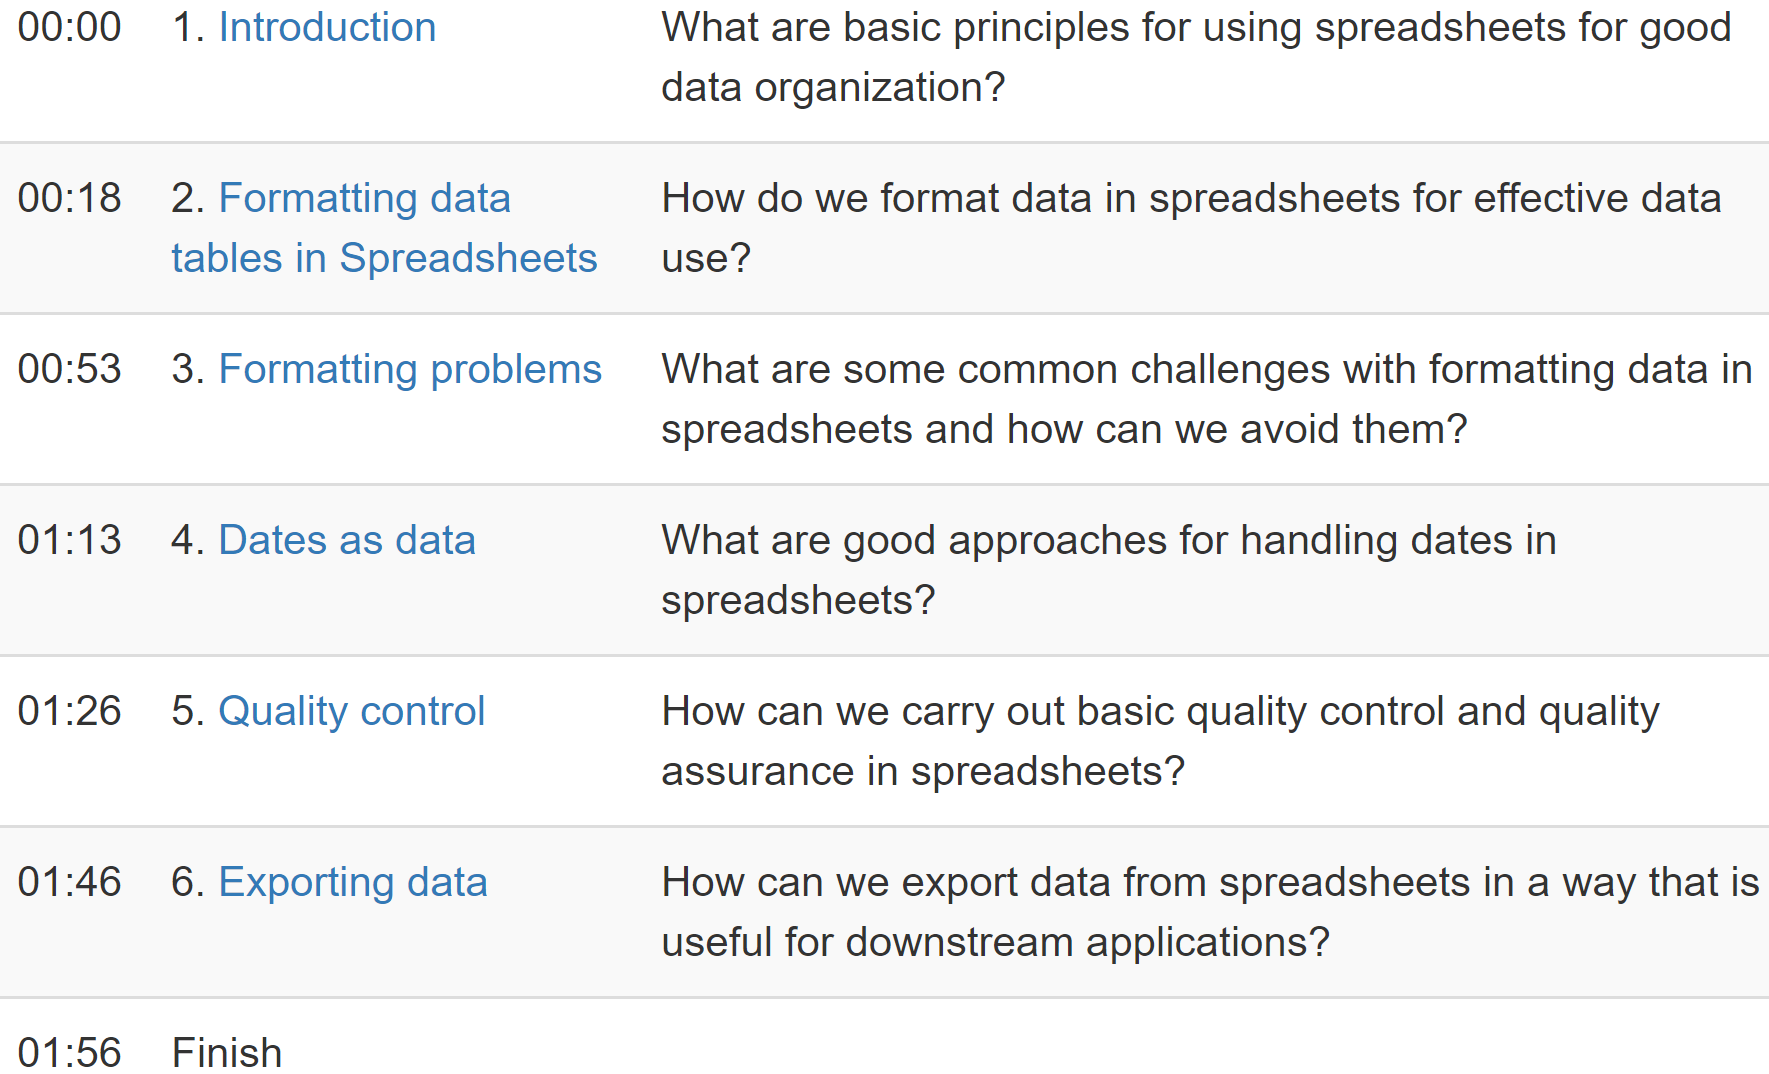 00:00 1. Introduction What are basic principles for using spreadsheets for good
data organization?
00:18 2. Formatting data How do we format data in spreadsheets for effective data
tables in Spreadsheets use?
00:53 3. Formatting problems What are some common challenges with formatting data in
spreadsheets and how can we avoid them?
01:13 4. Dates as data What are good approaches for handling dates in
spreadsheets?
01:26 5. Quality control How can we carry out basic quality control and quality
assurance in spreadsheets?
01:46 6. Exporting data How can we export data from spreadsheets in a way that is
useful for downstream applications?
01:56 Finish